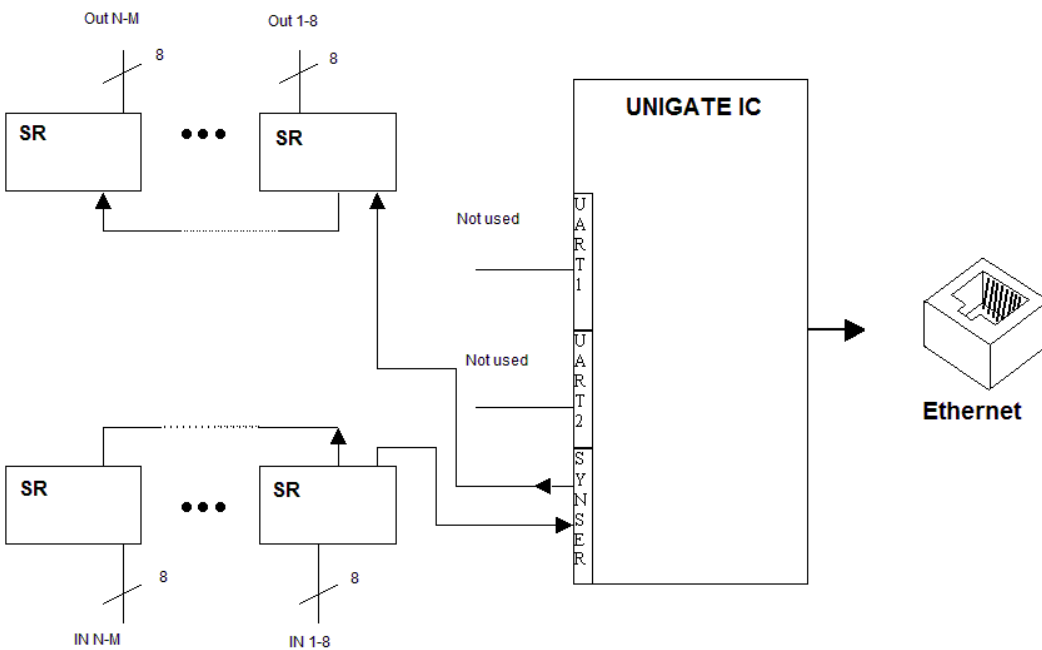 Out N-M
Out 1-8
8
8
SR
SR
UNIGATE IC
Not used
UART1
Not used
UART2
Ethernet
SYNSER
SR
SR
8
8
IN N-M
IN 1-8